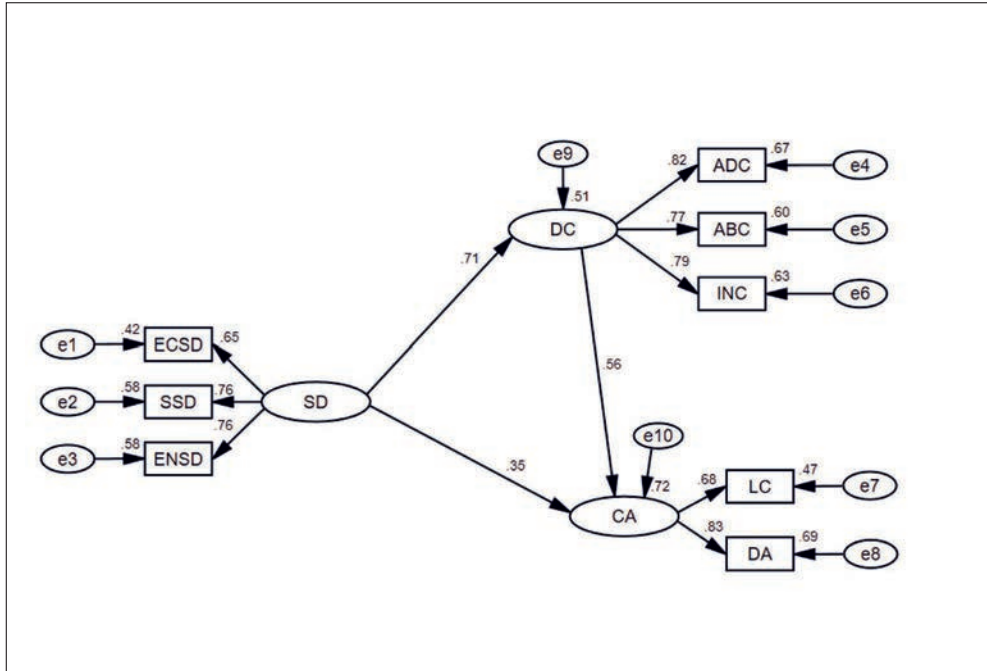 e9
.51
DC
.82
ADC
.67
e4
.77
ABC
.60
e5
.79
INC
.63
e6
.71
e1
.42
ECSD
.65
e2
.58
SSD
.76
e3
.58
ENSD
.76
SD
.56
.35
e10
.72
CA
.68
LC
.47
e7
.83
DA
.69
e8